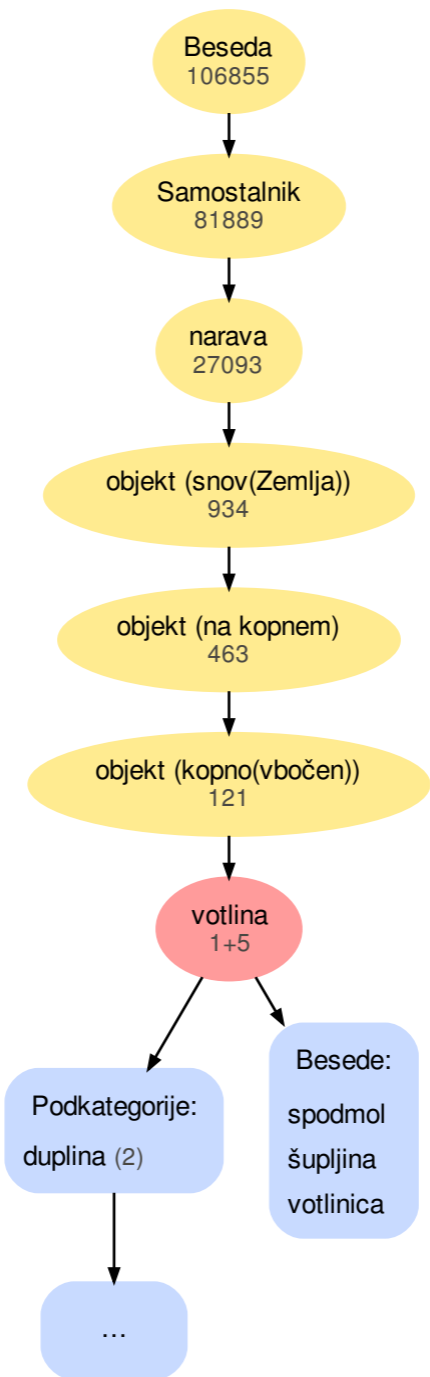 Beseda
106855
Samostalnik
81889
narava
27093
objekt (snov(Zemlja))
934
objekt (na kopnem)
463
objekt (kopno(vbočen))
121
votlina
1+5
Podkategorije:
duplina (2)
Besede:
spodmol
šupljina
votlinica
...